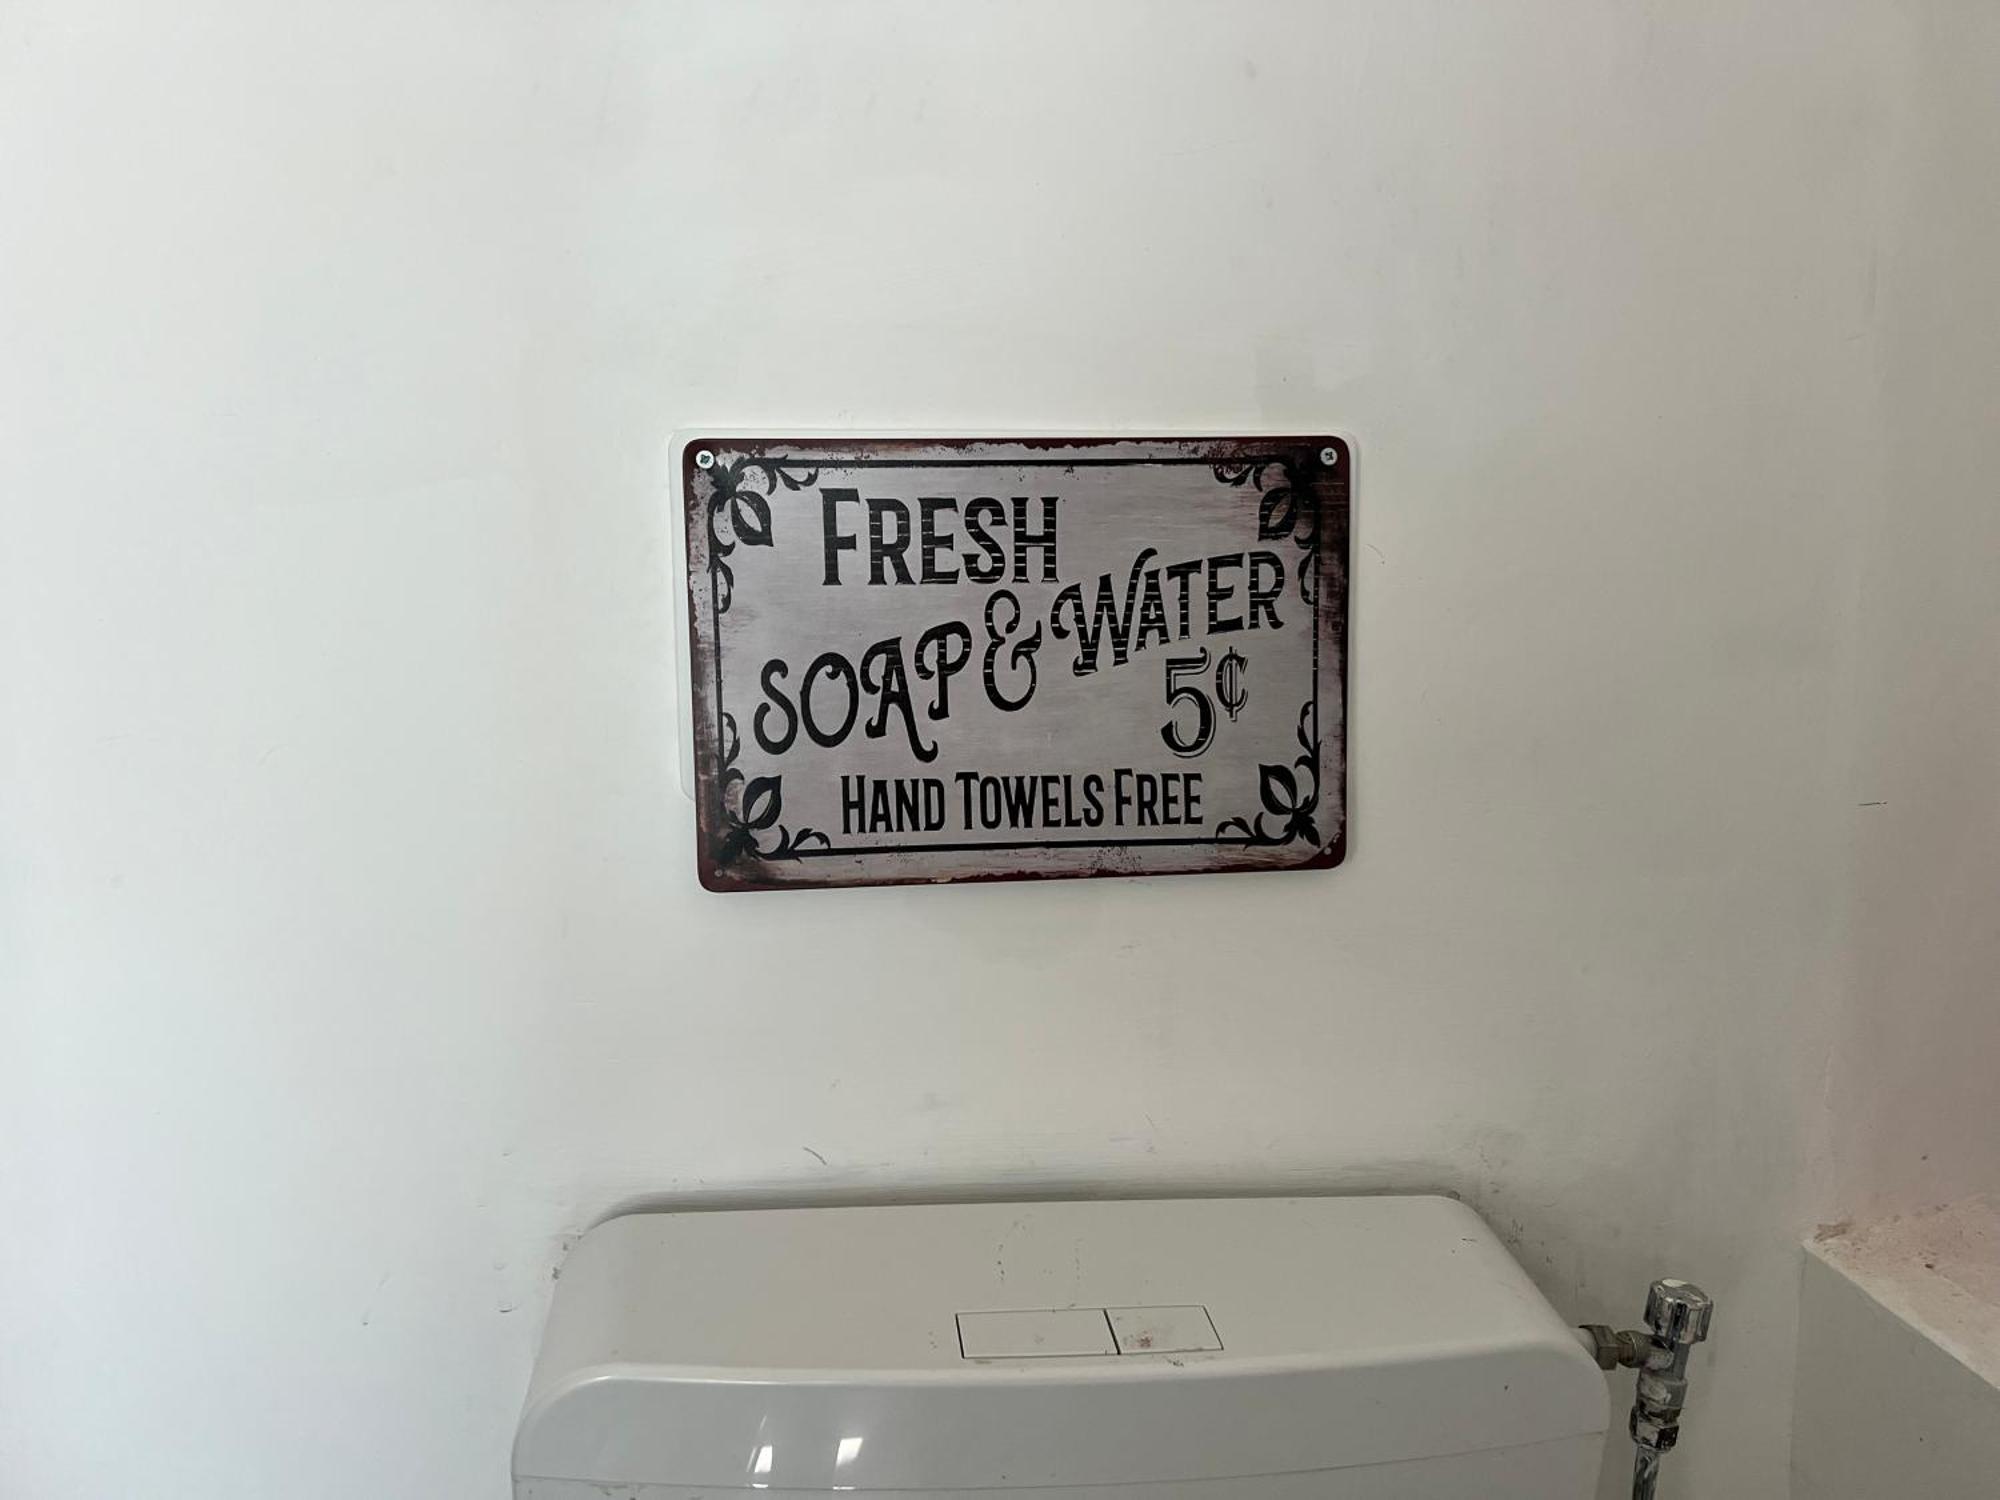 FRESH
SOAP & WATER
5¢
HAND TOWELS FREE